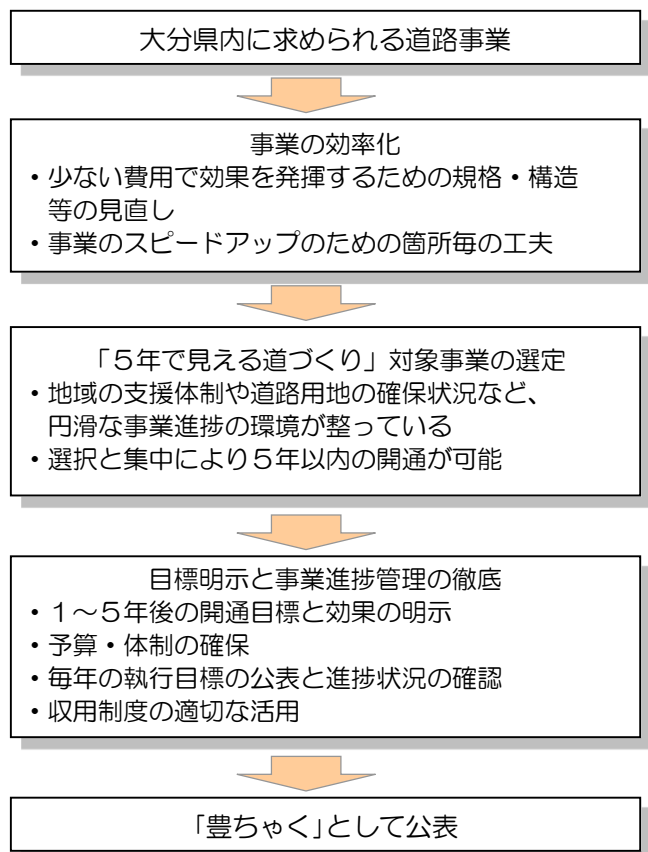 大分県内に求められる道路事業
事業の効率化
・少ない費用で効果を発揮するための規格・構造
等の見直し
・事業のスピードアップのための箇所毎の工夫
「５年で見える道づくり」対象事業の選定
・地域の支援体制や道路用地の確保状況など、
円滑な事業進捗の環境が整っている
・選択と集中により５年以内の開通が可能
目標明示と事業進捗管理の徹底
・１～５年後の開通目標と効果の明示
・予算・体制の確保
・毎年の執行目標の公表と進捗状況の確認
・収用制度の適切な活用
「豊ちゃく」として公表